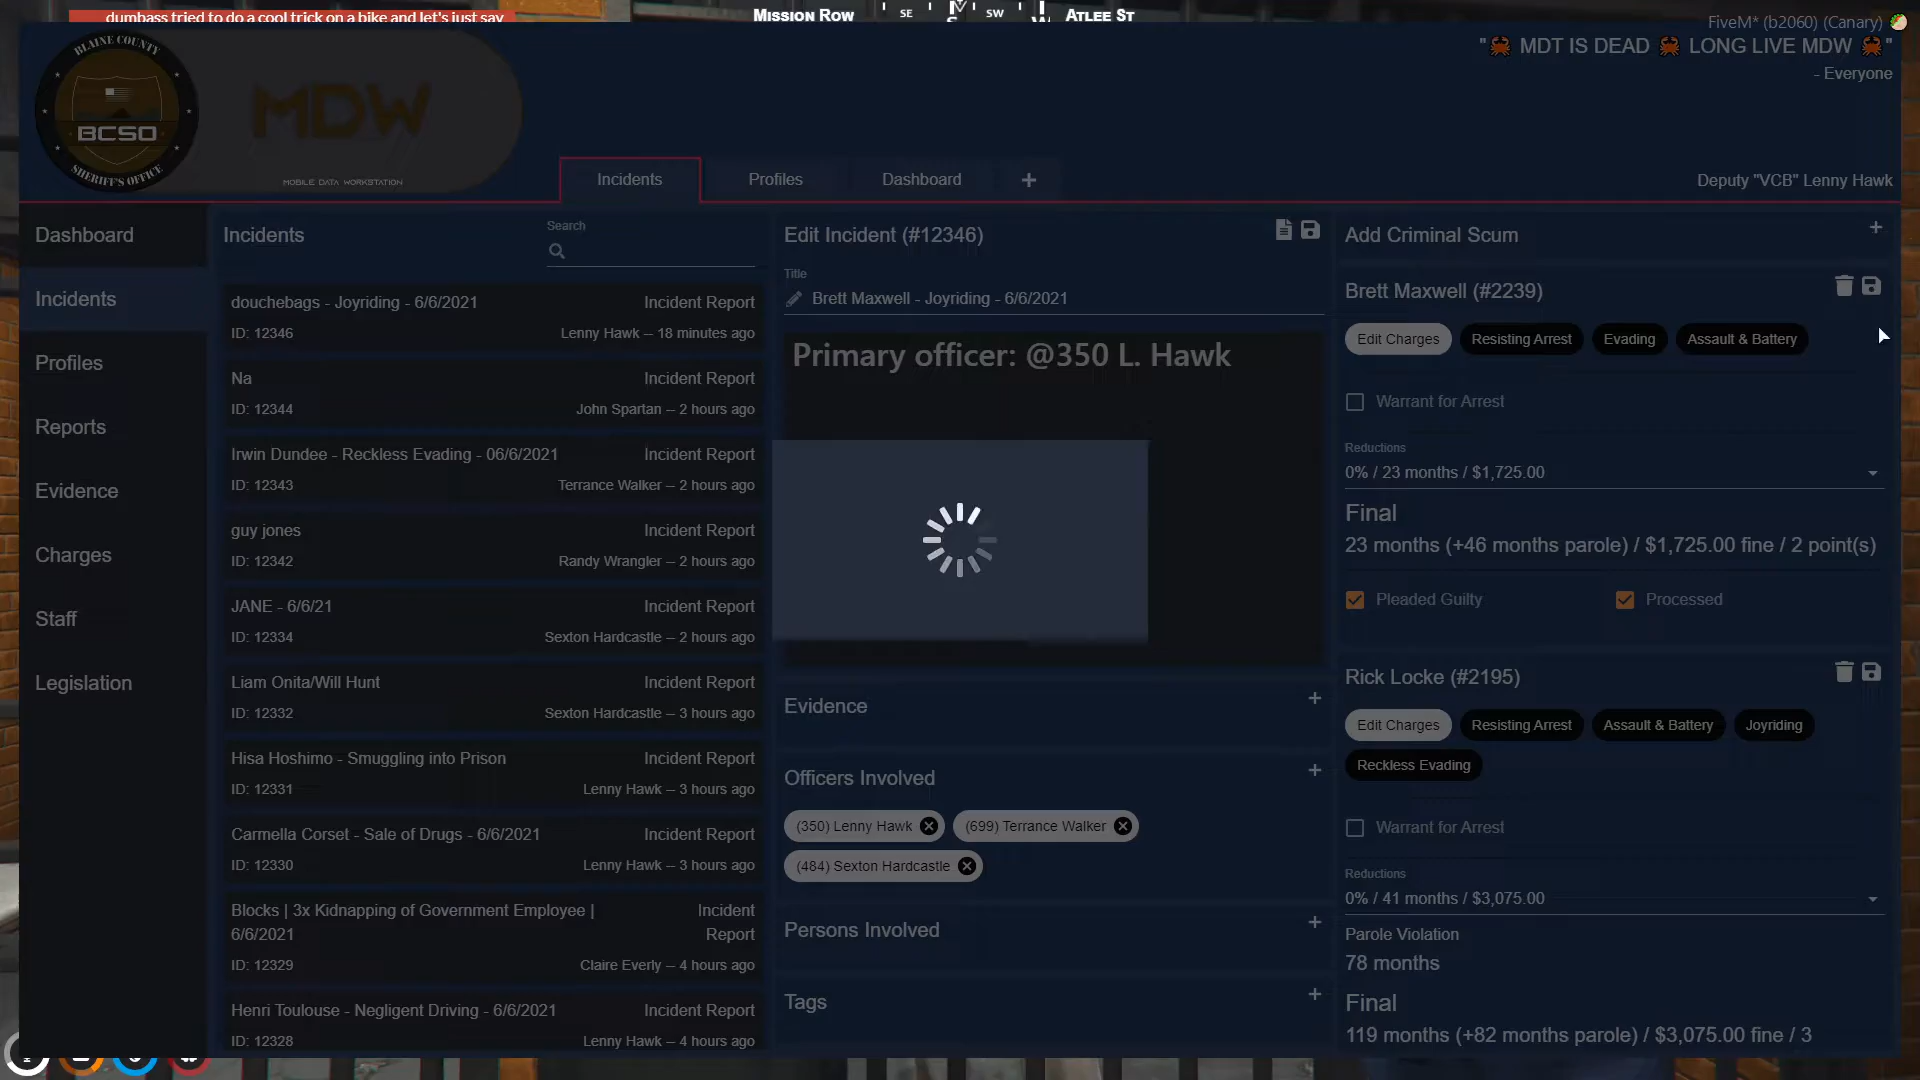 dumbass tried to do a cool trick on a bike and let's just say
Mission Row
SE
SW
Atlee St
FiveM* (b2060) (Canary)
"🦀 MDT IS DEAD 🦀 LONG LIVE MDW 🦀"
- Everyone
BLAINE COUNTY
BCSO
SHERIFF'S OFFICE
MDW
MOBILE DATA WORKSTATION
Incidents
Profiles
Dashboard
+
Deputy "VCB" Lenny Hawk
Dashboard
Incidents
Profiles
Reports
Evidence
Charges
Staff
Legislation
Incidents
Search
douchebags - Joyriding - 6/6/2021 Incident Report
ID: 12346 Lenny Hawk – 18 minutes ago
Na Incident Report
ID: 12344 John Spartan – 2 hours ago
Irwin Dundee - Reckless Evading - 06/6/2021 Incident Report
ID: 12343 Terrance Walker – 2 hours ago
guy jones Incident Report
ID: 12342 Randy Wrangler – 2 hours ago
JANE - 6/6/21 Incident Report
ID: 12334 Sexton Hardcastle – 2 hours ago
Liam Onita/Will Hunt Incident Report
ID: 12332 Sexton Hardcastle – 3 hours ago
Hisa Hoshimo - Smuggling into Prison Incident Report
ID: 12331 Lenny Hawk – 3 hours ago
Carmella Corset - Sale of Drugs - 6/6/2021 Incident Report
ID: 12330 Lenny Hawk – 3 hours ago
Blocks | 3x Kidnapping of Government Employee | Incident
6/6/2021 Report
ID: 12329 Claire Everly – 4 hours ago
Henri Toulouse - Negligent Driving - 6/6/2021 Incident Report
ID: 12328 Lenny Hawk – 4 hours ago
Edit Incident (#12346)
Title
Brett Maxwell - Joyriding - 6/6/2021
Primary officer: @350 L. Hawk
Evidence +
Officers Involved +
(350) Lenny Hawk (699) Terrance Walker
(484) Sexton Hardcastle
Persons Involved +
Tags +
Add Criminal Scum +
Brett Maxwell (#2239)
Edit Charges Resisting Arrest Evading Assault & Battery
Warrant for Arrest
Reductions
0% / 23 months / $1,725.00
Final
23 months (+46 months parole) / $1,725.00 fine / 2 point(s)
Pleaded Guilty Processed
Rick Locke (#2195)
Edit Charges Resisting Arrest Assault & Battery Joyriding
Reckless Evading
Warrant for Arrest
Reductions
0% / 41 months / $3,075.00
Parole Violation
78 months
Final
119 months (+82 months parole) / $3,075.00 fine / 3